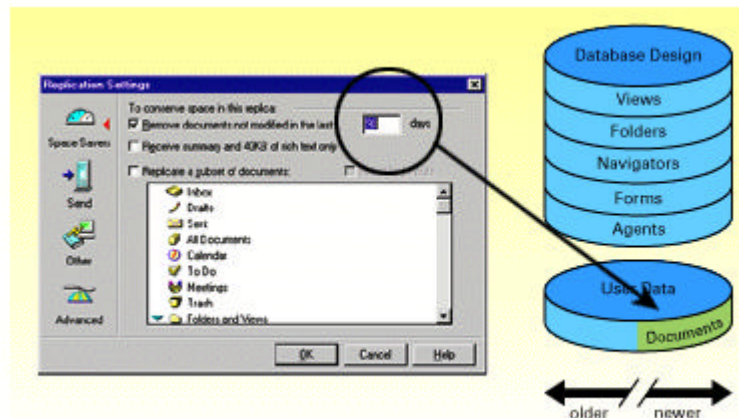 Replication Settings
To conserve space in this replica:
Remove documents not modified in the last
days
Receive summary and 40KB of rich text only
Replicate a subset of documents:
Space Savers
Send
Other
Advanced
Inbox
Drafts
Sent
All Documents
Calendar
To Do
Meetings
Trash
Folders and Views
OK
Cancel
Help
Database Design
Views
Folders
Navigators
Forms
Agents
User Data
Documents
older
newer